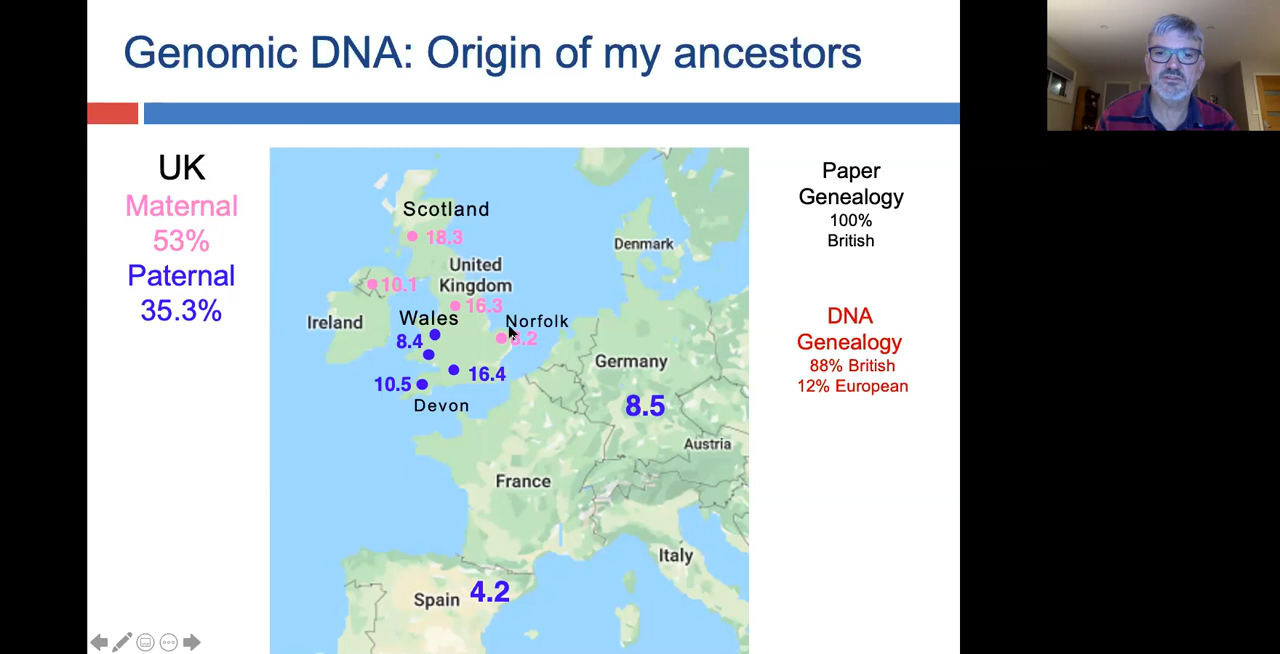 Genomic DNA: Origin of my ancestors
UK
Maternal
53%
Paternal
35.3%
Scotland
18.3
United
Kingdom
10.1
16.3
Ireland
Wales
Norfolk
8.4
.2
16.4
10.5
Devon
Denmark
Germany
8.5
Austria
France
Italy
Spain
4.2
Paper
Genealogy
100%
British
DNA
Genealogy
88% British
12% European